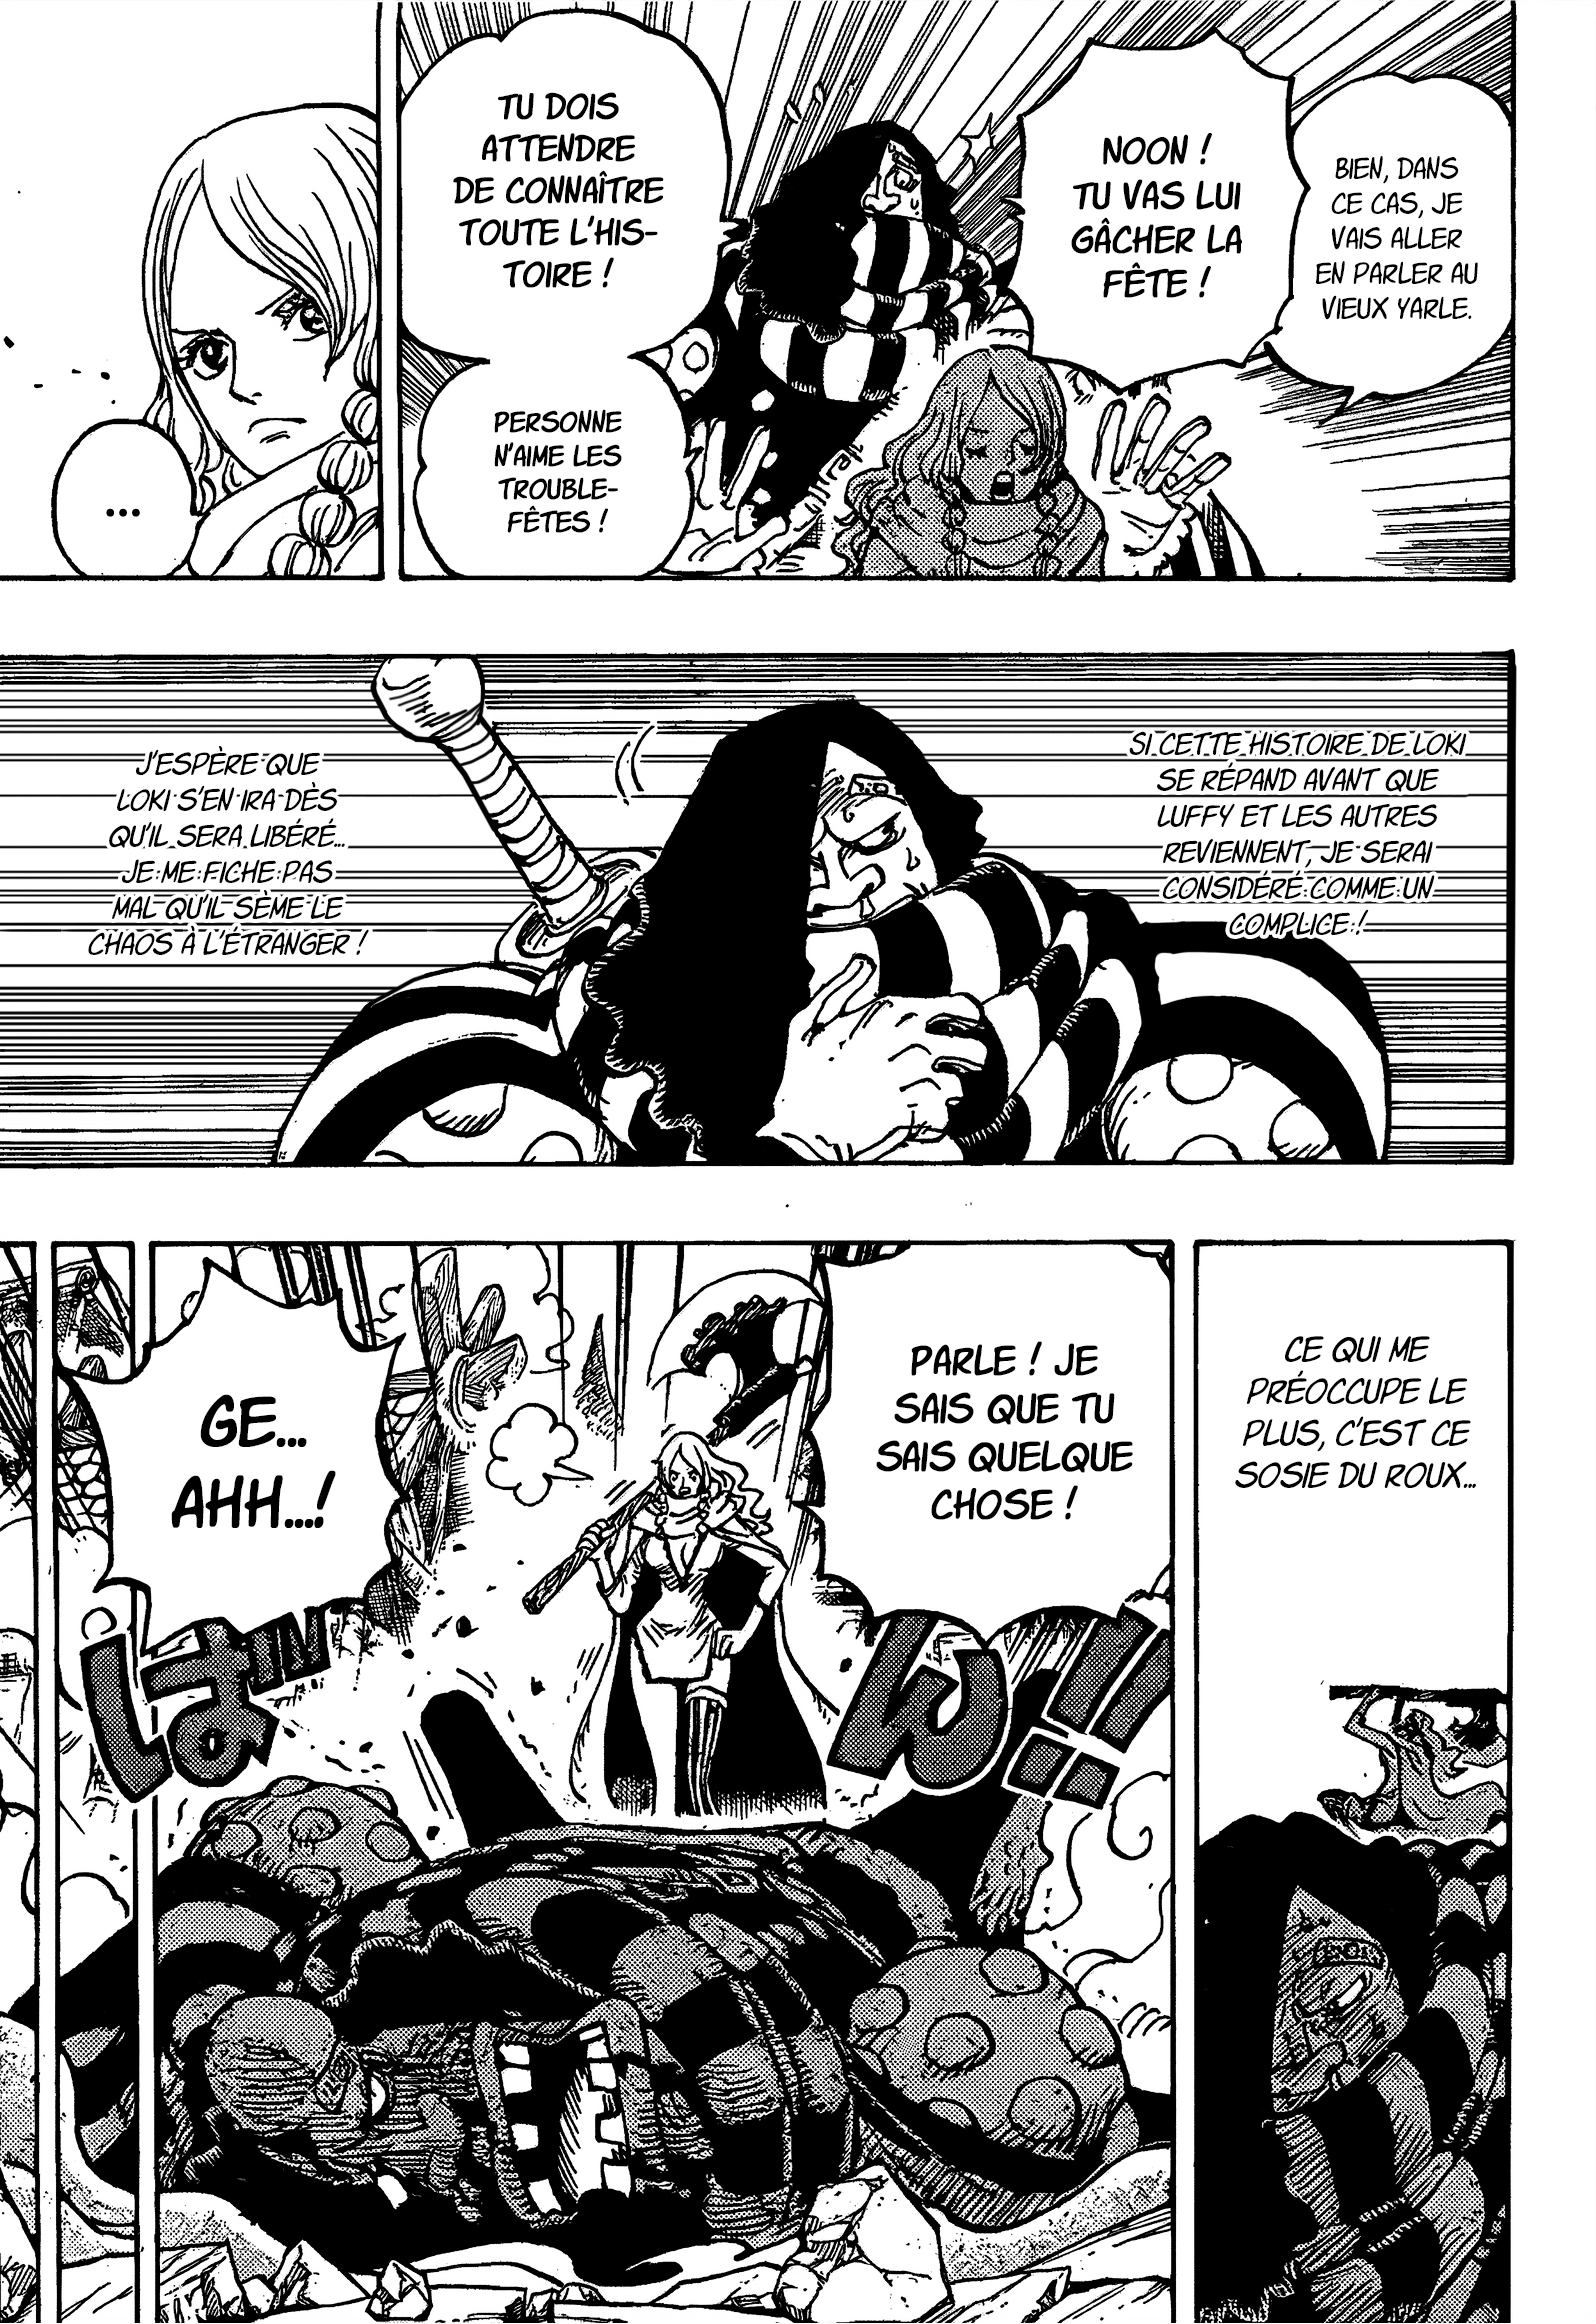 BIEN, DANS
CE CAS, JE
VAIS ALLER
EN PARLER AU
VIEUX YARLE.
NOON !
TU VAS LUI
GÂCHER LA
FÊTE !
TU DOIS
ATTENDRE
DE CONNAÎTRE
TOUTE L'HIS-
TOIRE !
PERSONNE
N'AIME LES
TROUBLE-
FÊTES !
...
SI CETTE HISTOIRE DE LOKI
SE RÉPAND AVANT QUE
LUFFY ET LES AUTRES
REVIENNENT, JE SERAI
CONSIDÉRÉ COMME UN
COMPLICE !
J'ESPÈRE QUE
LOKI S'EN IRA DÈS
QU'IL SERA LIBÉRÉ...
JE ME FICHE PAS
MAL QU'IL SÈME LE
CHAOS À L'ÉTRANGER !
CE QUI ME
PRÉOCCUPE LE
PLUS, C'EST CE
SOSIE DU ROUX...
PARLE ! JE
SAIS QUE TU
SAIS QUELQUE
CHOSE !
GE...
AHH....!
ばん!!